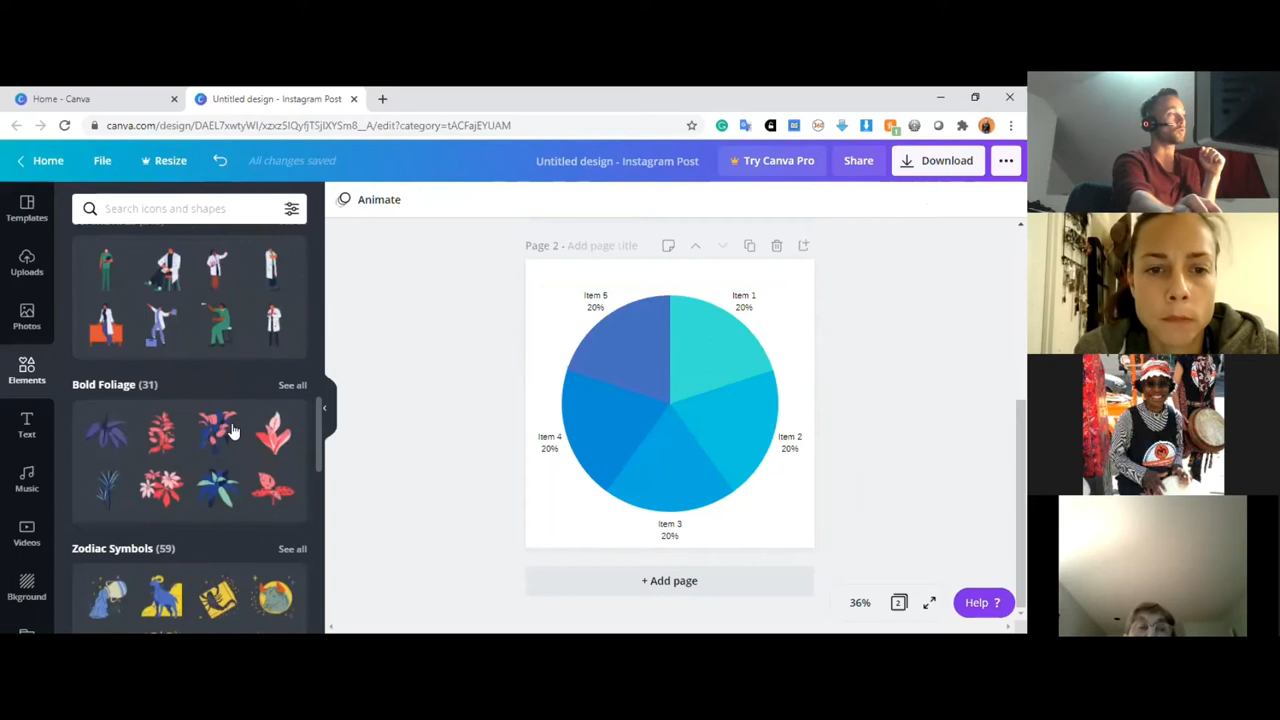 Home - Canva
Untitled design - Instagram Post
canva.com/design/DAEL7xwtyWI/xzxz5IQyfjTSjIXYSm8__A/edit?category=tACFajEYUAM
Home
File
Resize
All changes saved
Untitled design - Instagram Post
Try Canva Pro
Share
Download
Templates
Uploads
Photos
Elements
Text
Music
Videos
Bkground
Search icons and shapes
Bold Foliage (31)
See all
Zodiac Symbols (59)
See all
Animate
Page 2 - Add page title
Item 5
20%
Item 1
20%
Item 4
20%
Item 2
20%
Item 3
20%
+ Add page
36%
2
Help ?